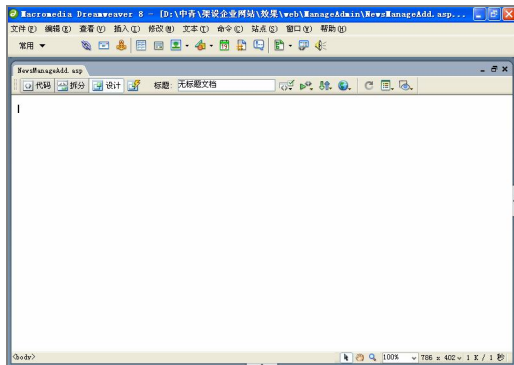 Macromedia Dreamweaver 8 - [D:\中青\架设企业网站\效果\web\ManageAdmin\NewsManageAdd.asp...
文件(F) 编辑(E) 查看(V) 插入(I) 修改(M) 文本(T) 命令(C) 站点(S) 窗口(W) 帮助(H)
常用
NewsManageAdd.asp
代码 拆分 设计 标题: 无标题文档
<body> 100% 786 x 402 1 K / 1 秒